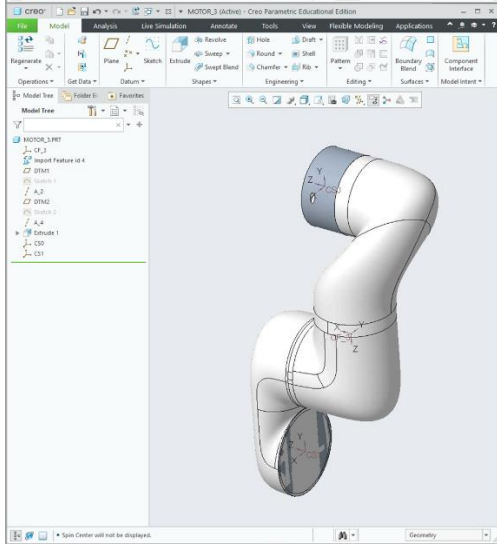 creo® MOTOR_3 (Active) - Creo Parametric Educational Edition
File Model Analysis Live Simulation Annotate Tools View Flexible Modeling Applications
Regenerate Plane Sketch Extrude Revolve Sweep Swept Blend Hole Round Chamfer Draft Shell Rib Pattern Boundary Blend Component Interface
Operations Get Data Datum Shapes Engineering Editing Surfaces Model Intent
Model Tree Favorites
Model Tree
MOTOR_3.PRT
CF_3
Import Feature id 4
DTM1
Sketch 1
A_2
DTM2
Sketch 2
A_4
Extrude 1
CS0
CS1
Y
Z
X Y
Z
Y
Z
X
• Spin Center will not be displayed.
Geometry